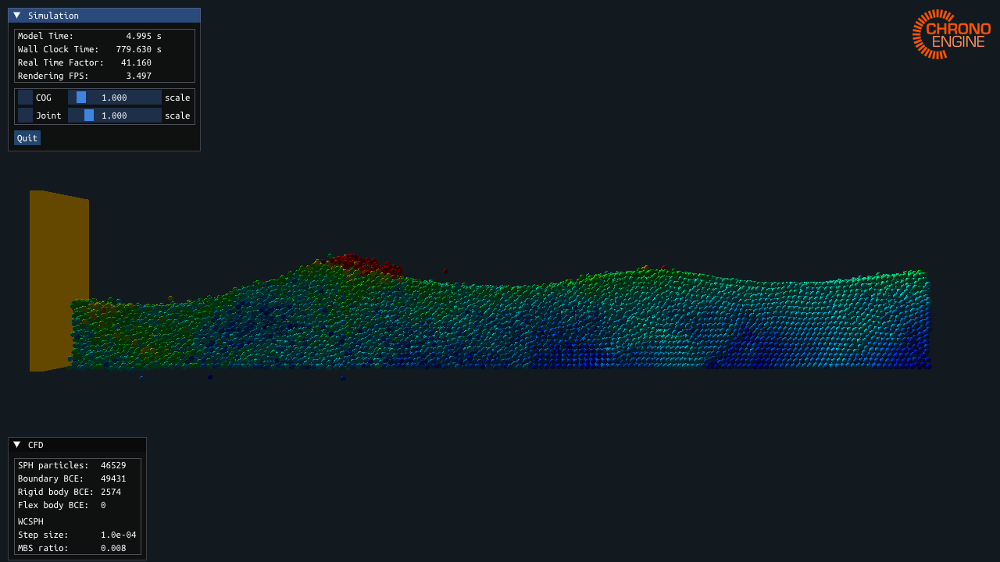 Simulation
Model Time: 4.995 s
Wall Clock Time: 779.630 s
Real Time Factor: 41.160
Rendering FPS: 3.497
COG 1.000 scale
Joint 1.000 scale
Quit
CHRONO
ENGINE
CFD
SPH particles: 46529
Boundary BCE: 49431
Rigid body BCE: 2574
Flex body BCE: 0
WCSPH
Step size: 1.0e-04
MBS ratio: 0.008